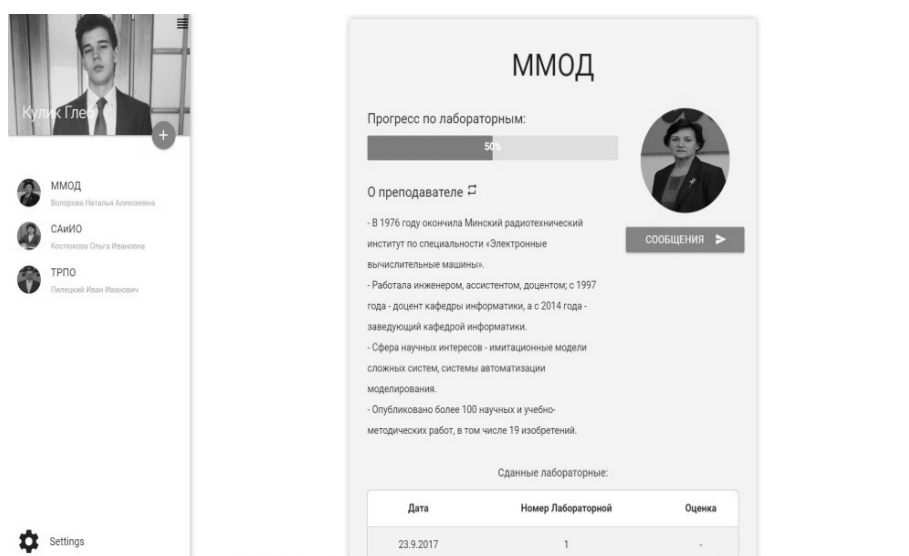 Кулик Глеб
+
ММОД
Волорова Наталья Алексеевна
САиИО
Костюкова Ольга Ивановна
ТРПО
Пилецкий Иван Иванович
Settings
ММОД
Прогресс по лабораторным:
50%
О преподавателе
- В 1976 году окончила Минский радиотехнический
институт по специальности «Электронные
вычислительные машины».
- Работала инженером, ассистентом, доцентом; с 1997
года - доцент кафедры информатики, а с 2014 года -
заведующий кафедрой информатики.
- Сфера научных интересов - имитационные модели
сложных систем, системы автоматизации
моделирования.
- Опубликовано более 100 научных и учебно-
методических работ, в том числе 19 изобретений.
СООБЩЕНИЯ
Сданные лабораторные:
Дата Номер Лабораторной Оценка
23.9.2017 1 -